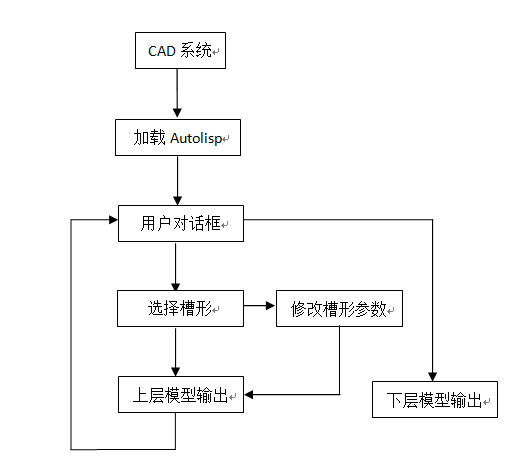 CAD 系统
加载 Autolisp
用户对话框
选择槽形
修改槽形参数
上层模型输出
下层模型输出